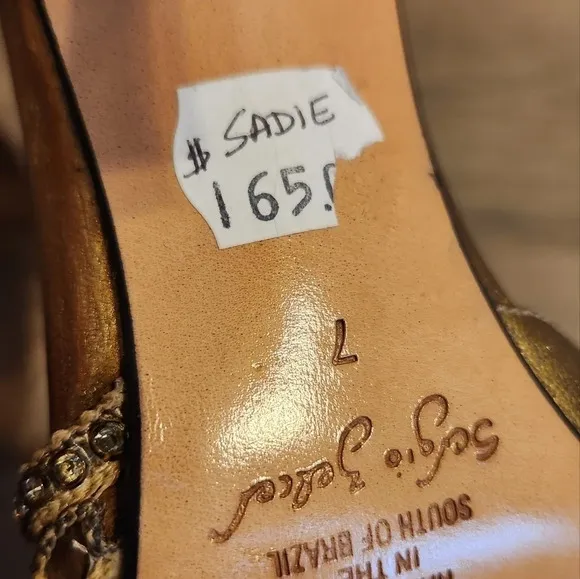 SADIE
$ 165
IN THE
SOUTH OF BRAZIL
Sergio Zelcer
7